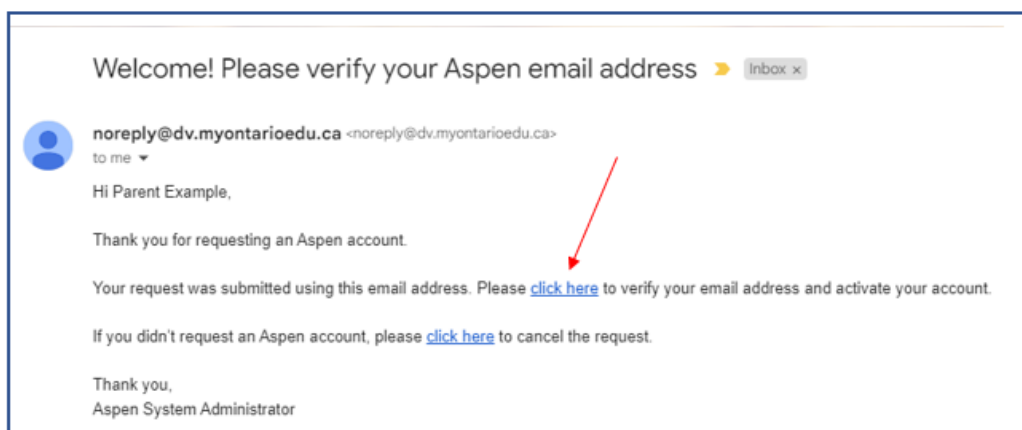 Welcome! Please verify your Aspen email address Inbox x
noreply@dv.myontarioedu.ca <noreply@dv.myontarioedu.ca>
to me
Hi Parent Example,
Thank you for requesting an Aspen account.
Your request was submitted using this email address. Please click here to verify your email address and activate your account.
If you didn't request an Aspen account, please click here to cancel the request.
Thank you,
Aspen System Administrator